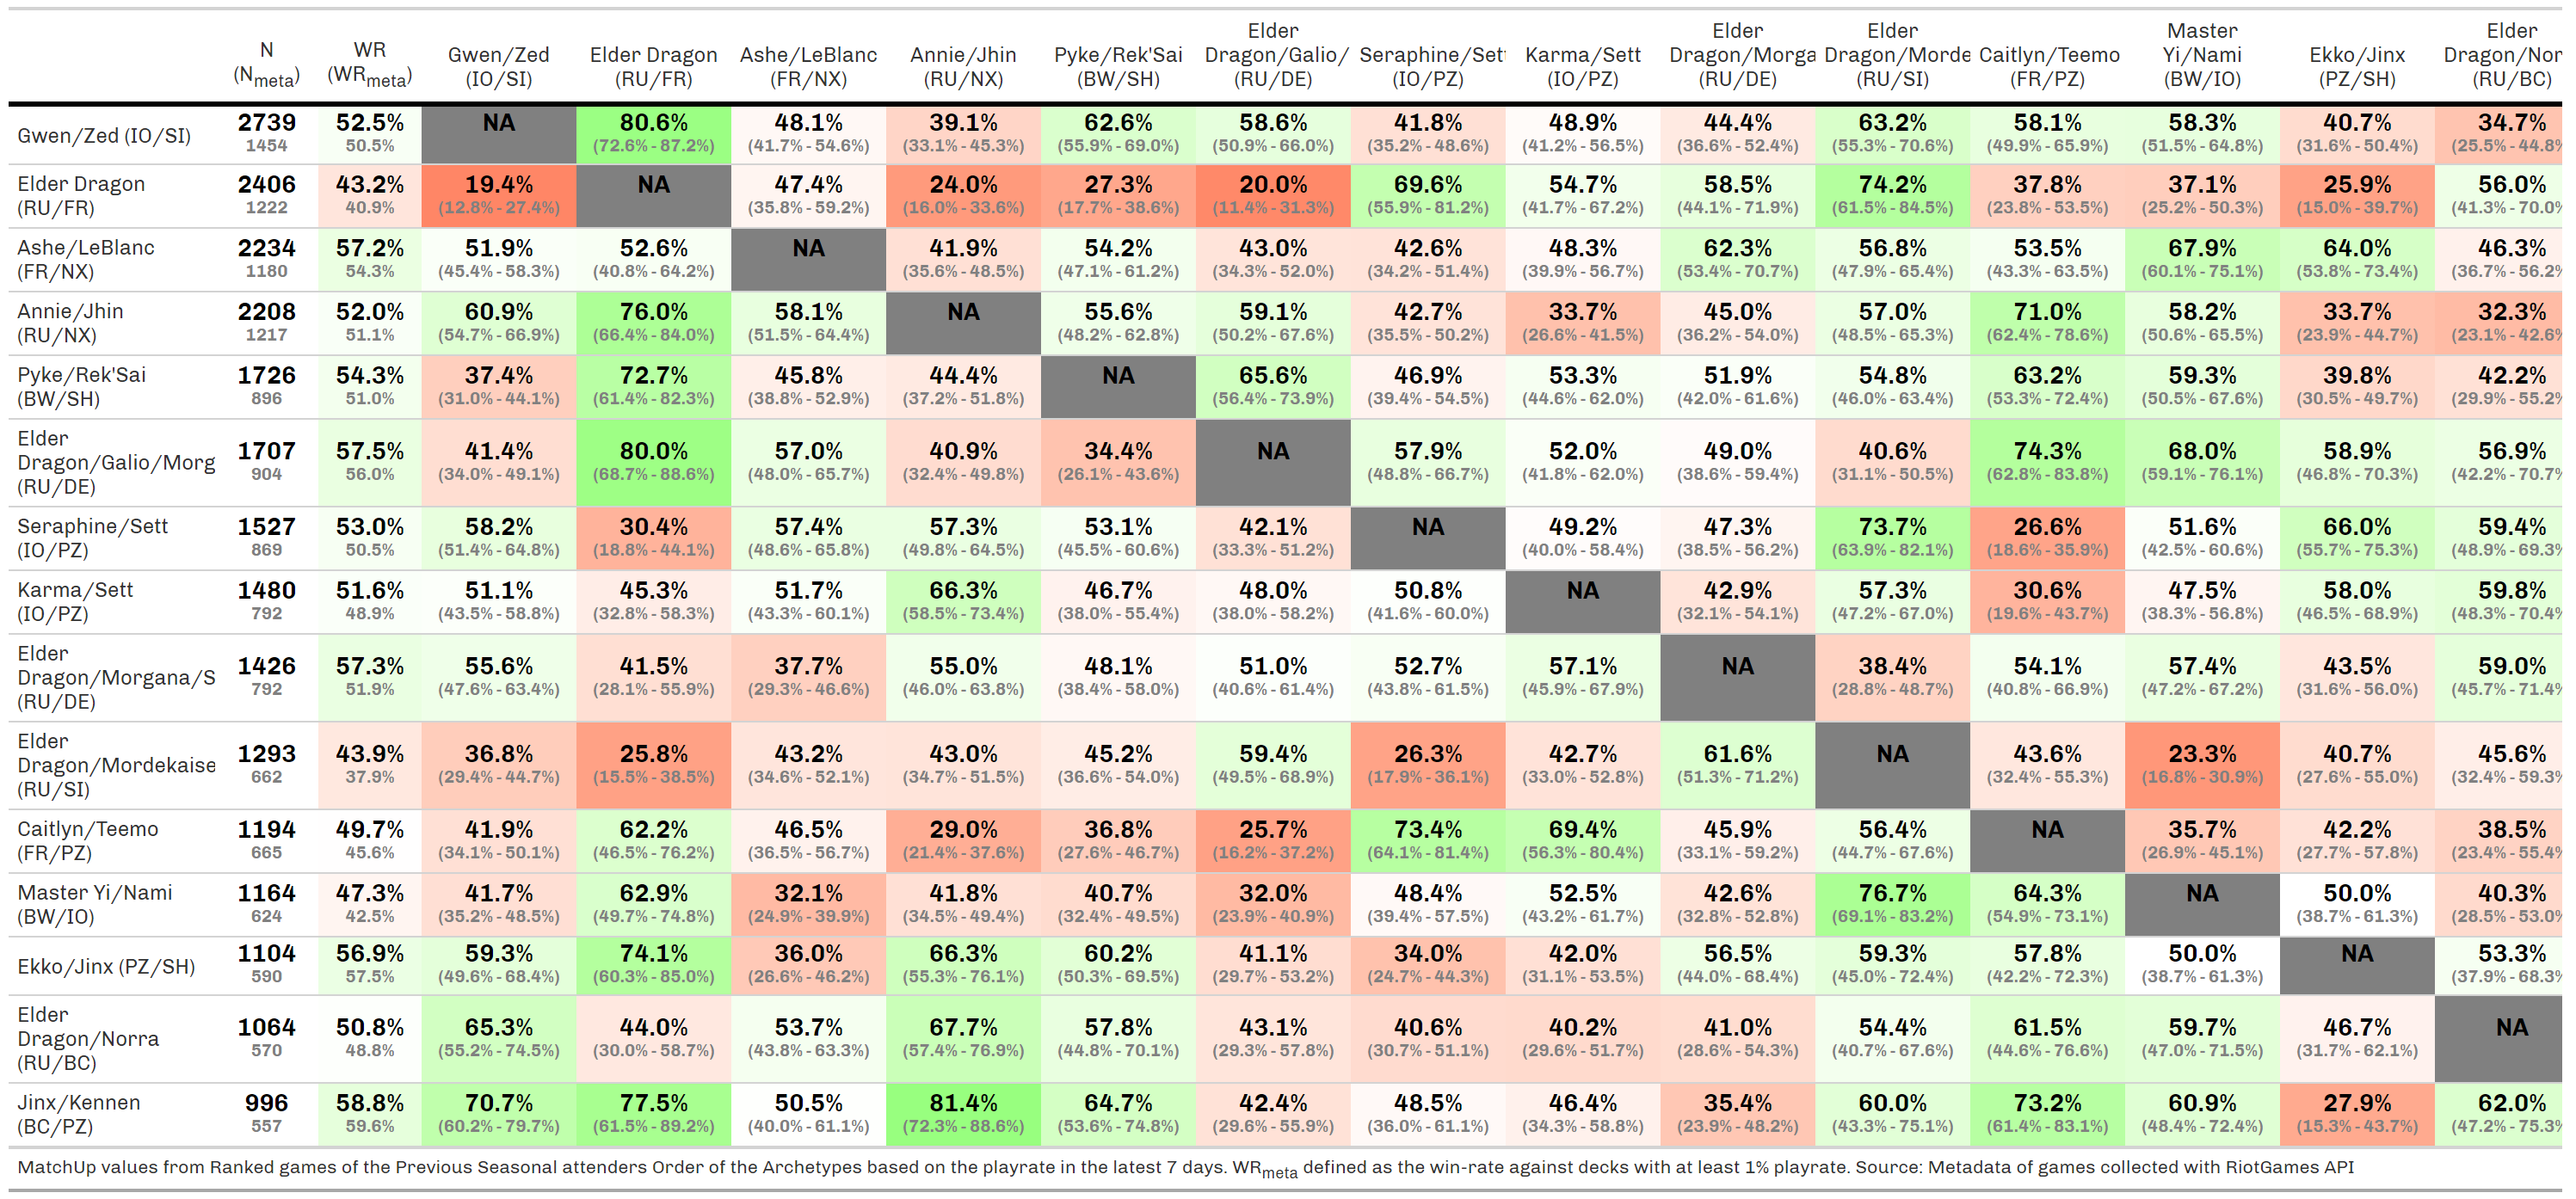 N WR Gwen/Zed Elder Dragon Ashe/LeBlanc Annie/Jhin Pyke/Rek'Sai Elder Dragon/Galio/ Seraphine/Sett Karma/Sett Elder Dragon/Morga Elder Dragon/Morde Caitlyn/Teemo Master Yi/Nami Ekko/Jinx Elder Dragon/Nor
(Nmeta) (WRmeta) (IO/SI) (RU/FR) (FR/NX) (RU/NX) (BW/SH) (RU/DE) (IO/PZ) (IO/PZ) (RU/DE) (RU/SI) (FR/PZ) (BW/IO) (PZ/SH) (RU/BC)
Gwen/Zed (IO/SI) 2739 52.5% NA 80.6% 48.1% 39.1% 62.6% 58.6% 41.8% 48.9% 44.4% 63.2% 58.1% 58.3% 40.7% 34.7%
1454 50.5% (72.6% - 87.2%) (41.7% - 54.6%) (33.1% - 45.3%) (55.9% - 69.0%) (50.9% - 66.0%) (35.2% - 48.6%) (41.2% - 56.5%) (36.6% - 52.4%) (55.3% - 70.6%) (49.9% - 65.9%) (51.5% - 64.8%) (31.6% - 50.4%) (25.5% - 44.8%
Elder Dragon 2406 43.2% 19.4% NA 47.4% 24.0% 27.3% 20.0% 69.6% 54.7% 58.5% 74.2% 37.8% 37.1% 25.9% 56.0%
(RU/FR) 1222 40.9% (12.8% - 27.4%) (35.8% - 59.2%) (16.0% - 33.6%) (17.7% - 38.6%) (11.4% - 31.3%) (55.9% - 81.2%) (41.7% - 67.2%) (44.1% - 71.9%) (61.5% - 84.5%) (23.8% - 53.5%) (25.2% - 50.3%) (15.0% - 39.7%) (41.3% - 70.0%
Ashe/LeBlanc 2234 57.2% 51.9% 52.6% NA 41.9% 54.2% 43.0% 42.6% 48.3% 62.3% 56.8% 53.5% 67.9% 64.0% 46.3%
(FR/NX) 1180 54.3% (45.4% - 58.3%) (40.8% - 64.2%) (35.6% - 48.5%) (47.1% - 61.2%) (34.3% - 52.0%) (34.2% - 51.4%) (39.9% - 56.7%) (53.4% - 70.7%) (47.9% - 65.4%) (43.3% - 63.5%) (60.1% - 75.1%) (53.8% - 73.4%) (36.7% - 56.2%
Annie/Jhin 2208 52.0% 60.9% 76.0% 58.1% NA 55.6% 59.1% 42.7% 33.7% 45.0% 57.0% 71.0% 58.2% 33.7% 32.3%
(RU/NX) 1217 51.1% (54.7% - 66.9%) (66.4% - 84.0%) (51.5% - 64.4%) (48.2% - 62.8%) (50.2% - 67.6%) (35.5% - 50.2%) (26.6% - 41.5%) (36.2% - 54.0%) (48.5% - 65.3%) (62.4% - 78.6%) (50.6% - 65.5%) (23.9% - 44.7%) (23.1% - 42.6%
Pyke/Rek'Sai 1726 54.3% 37.4% 72.7% 45.8% 44.4% NA 65.6% 46.9% 53.3% 51.9% 54.8% 63.2% 59.3% 39.8% 42.2%
(BW/SH) 896 51.0% (31.0% - 44.1%) (61.4% - 82.3%) (38.8% - 52.9%) (37.2% - 51.8%) (56.4% - 73.9%) (39.4% - 54.5%) (44.6% - 62.0%) (42.0% - 61.6%) (46.0% - 63.4%) (53.3% - 72.4%) (50.5% - 67.6%) (30.5% - 49.7%) (29.9% - 55.2%
Elder
Dragon/Galio/Morg 1707 57.5% 41.4% 80.0% 57.0% 40.9% 34.4% NA 57.9% 52.0% 49.0% 40.6% 74.3% 68.0% 58.9% 56.9%
(RU/DE) 904 56.0% (34.0% - 49.1%) (68.7% - 88.6%) (48.0% - 65.7%) (32.4% - 49.8%) (26.1% - 43.6%) (48.8% - 66.7%) (41.8% - 62.0%) (38.6% - 59.4%) (31.1% - 50.5%) (62.8% - 83.8%) (59.1% - 76.1%) (46.8% - 70.3%) (42.2% - 70.7%
Seraphine/Sett 1527 53.0% 58.2% 30.4% 57.4% 57.3% 53.1% 42.1% NA 49.2% 47.3% 73.7% 26.6% 51.6% 66.0% 59.4%
(IO/PZ) 869 50.5% (51.4% - 64.8%) (18.8% - 44.1%) (48.6% - 65.8%) (49.8% - 64.5%) (45.5% - 60.6%) (33.3% - 51.2%) (40.0% - 58.4%) (38.5% - 56.2%) (63.9% - 82.1%) (18.6% - 35.9%) (42.5% - 60.6%) (55.7% - 75.3%) (48.9% - 69.3%
Karma/Sett 1480 51.6% 51.1% 45.3% 51.7% 66.3% 46.7% 48.0% 50.8% NA 42.9% 57.3% 30.6% 47.5% 58.0% 59.8%
(IO/PZ) 792 48.9% (43.5% - 58.8%) (32.8% - 58.3%) (43.3% - 60.1%) (58.5% - 73.4%) (38.0% - 55.4%) (38.0% - 58.2%) (41.6% - 60.0%) (32.1% - 54.1%) (47.2% - 67.0%) (19.6% - 43.7%) (38.3% - 56.8%) (46.5% - 68.9%) (48.3% - 70.4%
Elder
Dragon/Morgana/S 1426 57.3% 55.6% 41.5% 37.7% 55.0% 48.1% 51.0% 52.7% 57.1% NA 38.4% 54.1% 57.4% 43.5% 59.0%
(RU/DE) 792 51.9% (47.6% - 63.4%) (28.1% - 55.9%) (29.3% - 46.6%) (46.0% - 63.8%) (38.4% - 58.0%) (40.6% - 61.4%) (43.8% - 61.5%) (45.9% - 67.9%) (28.8% - 48.7%) (40.8% - 66.9%) (47.2% - 67.2%) (31.6% - 56.0%) (45.7% - 71.4%
Elder
Dragon/Mordekaise 1293 43.9% 36.8% 25.8% 43.2% 43.0% 45.2% 59.4% 26.3% 42.7% 61.6% NA 43.6% 23.3% 40.7% 45.6%
(RU/SI) 662 37.9% (29.4% - 44.7%) (15.5% - 38.5%) (34.6% - 52.1%) (34.7% - 51.5%) (36.6% - 54.0%) (49.5% - 68.9%) (17.9% - 36.1%) (33.0% - 52.8%) (51.3% - 71.2%) (32.4% - 55.3%) (16.8% - 30.9%) (27.6% - 55.0%) (32.4% - 59.3%
Caitlyn/Teemo 1194 49.7% 41.9% 62.2% 46.5% 29.0% 36.8% 25.7% 73.4% 69.4% 45.9% 56.4% NA 35.7% 42.2% 38.5%
(FR/PZ) 665 45.6% (34.1% - 50.1%) (46.5% - 76.2%) (36.5% - 56.7%) (21.4% - 37.6%) (27.6% - 46.7%) (16.2% - 37.2%) (64.1% - 81.4%) (56.3% - 80.4%) (33.1% - 59.2%) (44.7% - 67.6%) (26.9% - 45.1%) (27.7% - 57.8%) (23.4% - 55.4%
Master Yi/Nami 1164 47.3% 41.7% 62.9% 32.1% 41.8% 40.7% 32.0% 48.4% 52.5% 42.6% 76.7% 64.3% NA 50.0% 40.3%
(BW/IO) 624 42.5% (35.2% - 48.5%) (49.7% - 74.8%) (24.9% - 39.9%) (34.5% - 49.4%) (32.4% - 49.5%) (23.9% - 40.9%) (39.4% - 57.5%) (43.2% - 61.7%) (32.8% - 52.8%) (69.1% - 83.2%) (54.9% - 73.1%) (38.7% - 61.3%) (28.5% - 53.0%
Ekko/Jinx (PZ/SH) 1104 56.9% 59.3% 74.1% 36.0% 66.3% 60.2% 41.1% 34.0% 42.0% 56.5% 59.3% 57.8% 50.0% NA 53.3%
590 57.5% (49.6% - 68.4%) (60.3% - 85.0%) (26.6% - 46.2%) (55.3% - 76.1%) (50.3% - 69.5%) (29.7% - 53.2%) (24.7% - 44.3%) (31.1% - 53.5%) (44.0% - 68.4%) (45.0% - 72.4%) (42.2% - 72.3%) (38.7% - 61.3%) (37.9% - 68.3%
Elder
Dragon/Norra 1064 50.8% 65.3% 44.0% 53.7% 67.7% 57.8% 43.1% 40.6% 40.2% 41.0% 54.4% 61.5% 59.7% 46.7% NA
(RU/BC) 570 48.8% (55.2% - 74.5%) (30.0% - 58.7%) (43.8% - 63.3%) (57.4% - 76.9%) (44.8% - 70.1%) (29.3% - 57.8%) (30.7% - 51.1%) (29.6% - 51.7%) (28.6% - 54.3%) (40.7% - 67.6%) (44.6% - 76.6%) (47.0% - 71.5%) (31.7% - 62.1%)
Jinx/Kennen 996 58.8% 70.7% 77.5% 50.5% 81.4% 64.7% 42.4% 48.5% 46.4% 35.4% 60.0% 73.2% 60.9% 27.9% 62.0%
(BC/PZ) 557 59.6% (60.2% - 79.7%) (61.5% - 89.2%) (40.0% - 61.1%) (72.3% - 88.6%) (53.6% - 74.8%) (29.6% - 55.9%) (36.0% - 61.1%) (34.3% - 58.8%) (23.9% - 48.2%) (43.3% - 75.1%) (61.4% - 83.1%) (48.4% - 72.4%) (15.3% - 43.7%) (47.2% - 75.3%
MatchUp values from Ranked games of the Previous Seasonal attenders Order of the Archetypes based on the playrate in the latest 7 days. WRmeta defined as the win-rate against decks with at least 1% playrate. Source: Metadata of games collected with RiotGames API